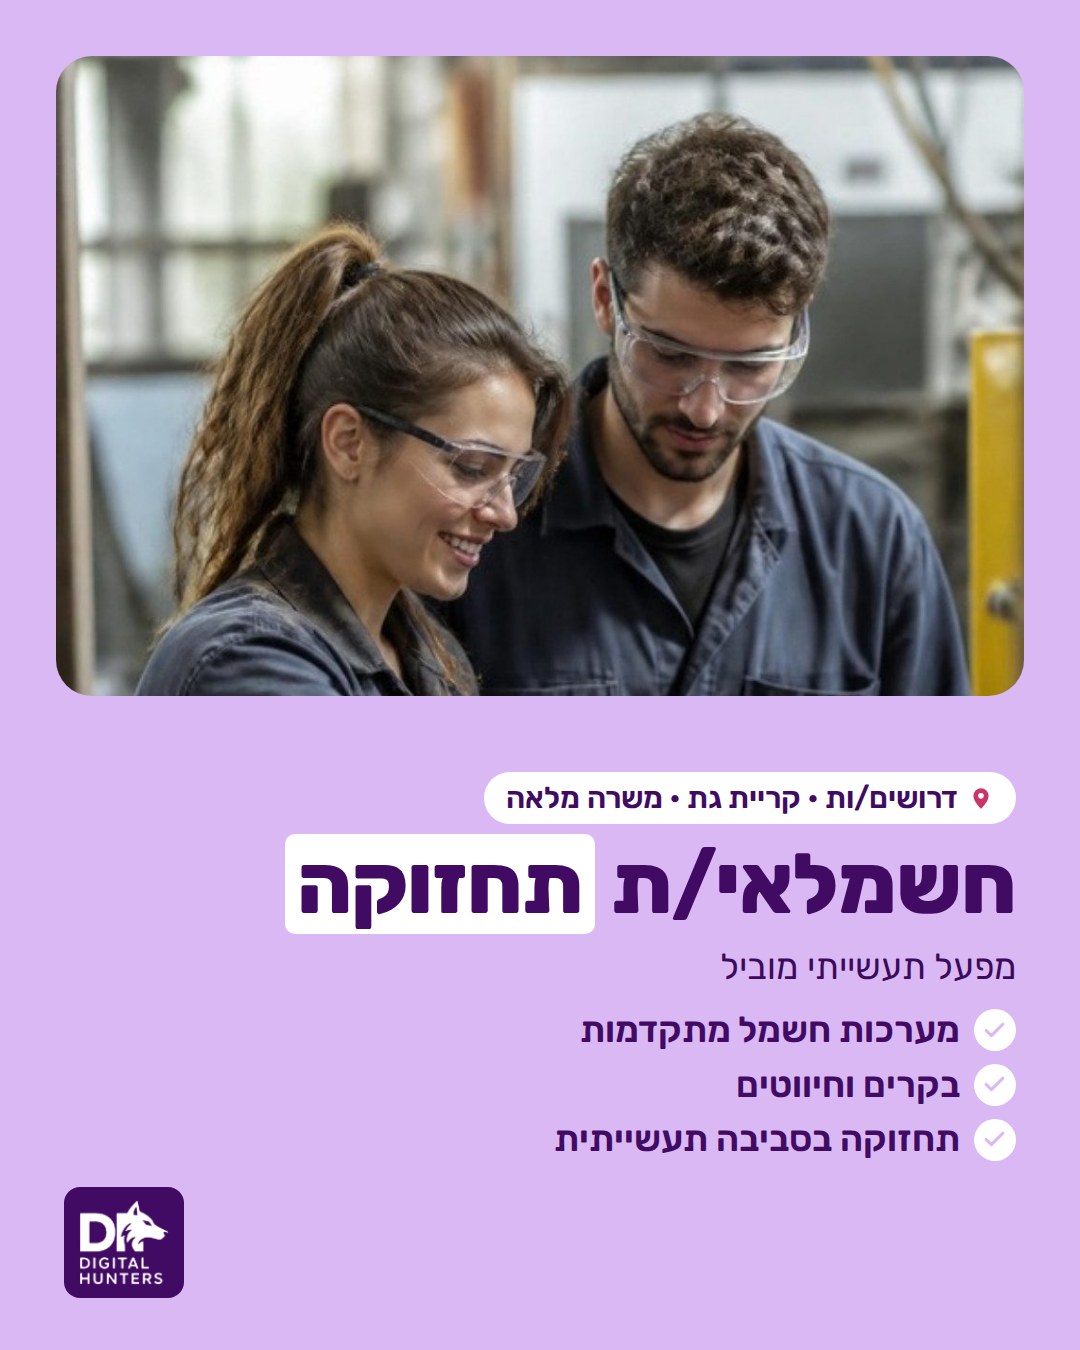 דרושים/ות • קריית גת • משרה מלאה
חשמלאי/ת תחזוקה
מפעל תעשייתי מוביל
מערכות חשמל מתקדמות
בקרים וחיווטים
תחזוקה בסביבה תעשייתית
DH
DIGITAL
HUNTERS